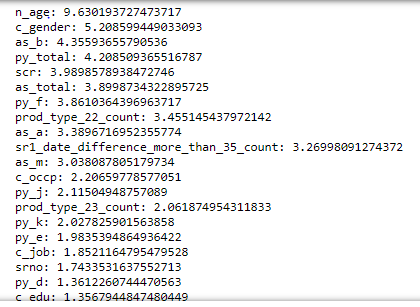 n_age: 9.630193727473717
c_gender: 5.208599449033093
as_b: 4.35593655790536
py_total: 4.208509365516787
scr: 3.9898578938472746
as_total: 3.8998734322895725
py_f: 3.8610364396963717
prod_type_22_count: 3.455145437972142
as_a: 3.3896716952355774
sr1_date_difference_more_than_35_count: 3.26998091274372
as_m: 3.038087805179734
c_occp: 2.20659778577051
py_j: 2.11504948757089
prod_type_23_count: 2.061874954311833
py_k: 2.027825901563858
py_e: 1.9835394864936422
c_job: 1.8521164795479528
srno: 1.7433531637552713
py_d: 1.3612260744470563
c_edu: 1.3567944847480449